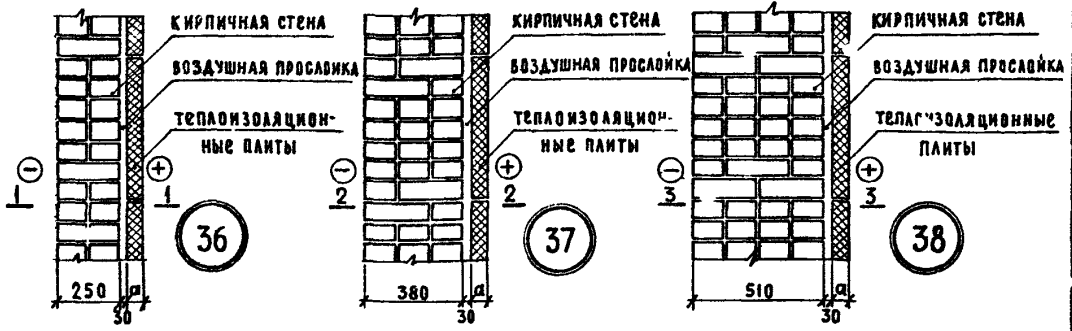 КИРПИЧНАЯ СТЕНА
ВОЗДУШНАЯ ПРОСЛОЙКА
ТЕПЛОИЗОЛЯЦИОН-
НЫЕ ПЛИТЫ
− +
1 1
36
250 a
30
КИРПИЧНАЯ СТЕНА
ВОЗДУШНАЯ ПРОСЛОЙКА
ТЕПЛОИЗОЛЯЦИОН-
НЫЕ ПЛИТЫ
− +
2 2
37
380 a
30
КИРПИЧНАЯ СТЕНА
ВОЗДУШНАЯ ПРОСЛОЙКА
ТЕПЛОИЗОЛЯЦИОННЫЕ
ПЛИТЫ
− +
3 3
38
510 a
30